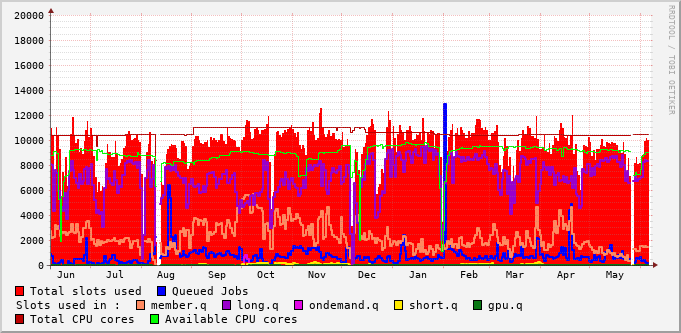 20000
18000
16000
14000
12000
10000
8000
6000
4000
2000
0
Jun Jul Aug Sep Oct Nov Dec Jan Feb Mar Apr May
RRDTOOL / TOBI OETIKER
Total slots used Queued Jobs
Slots used in : member.q long.q ondemand.q short.q gpu.q
Total CPU cores Available CPU cores